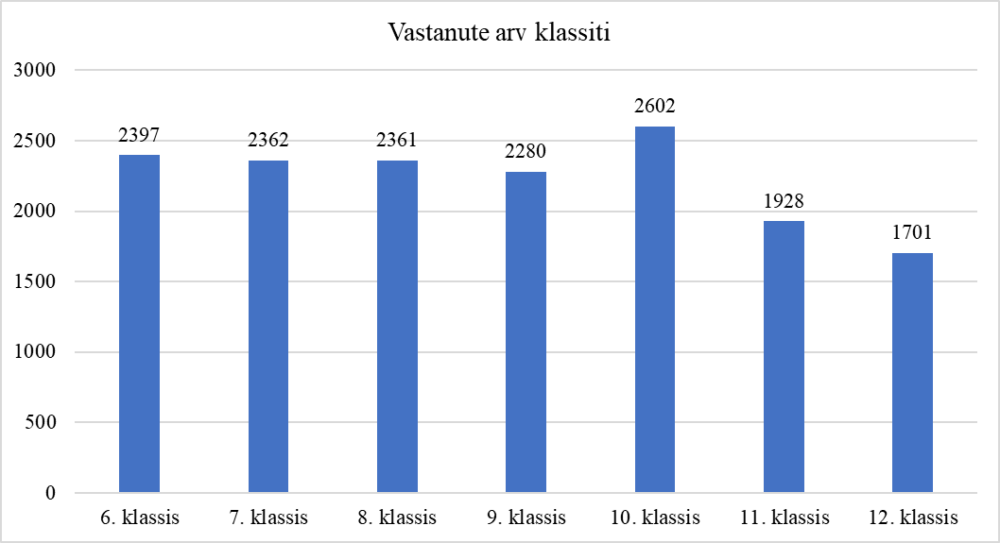 Vastanute arv klassiti
3000
2500
2000
1500
1000
500
0
2397
2362
2361
2280
2602
1928
1701
6. klassis
7. klassis
8. klassis
9. klassis
10. klassis
11. klassis
12. klassis